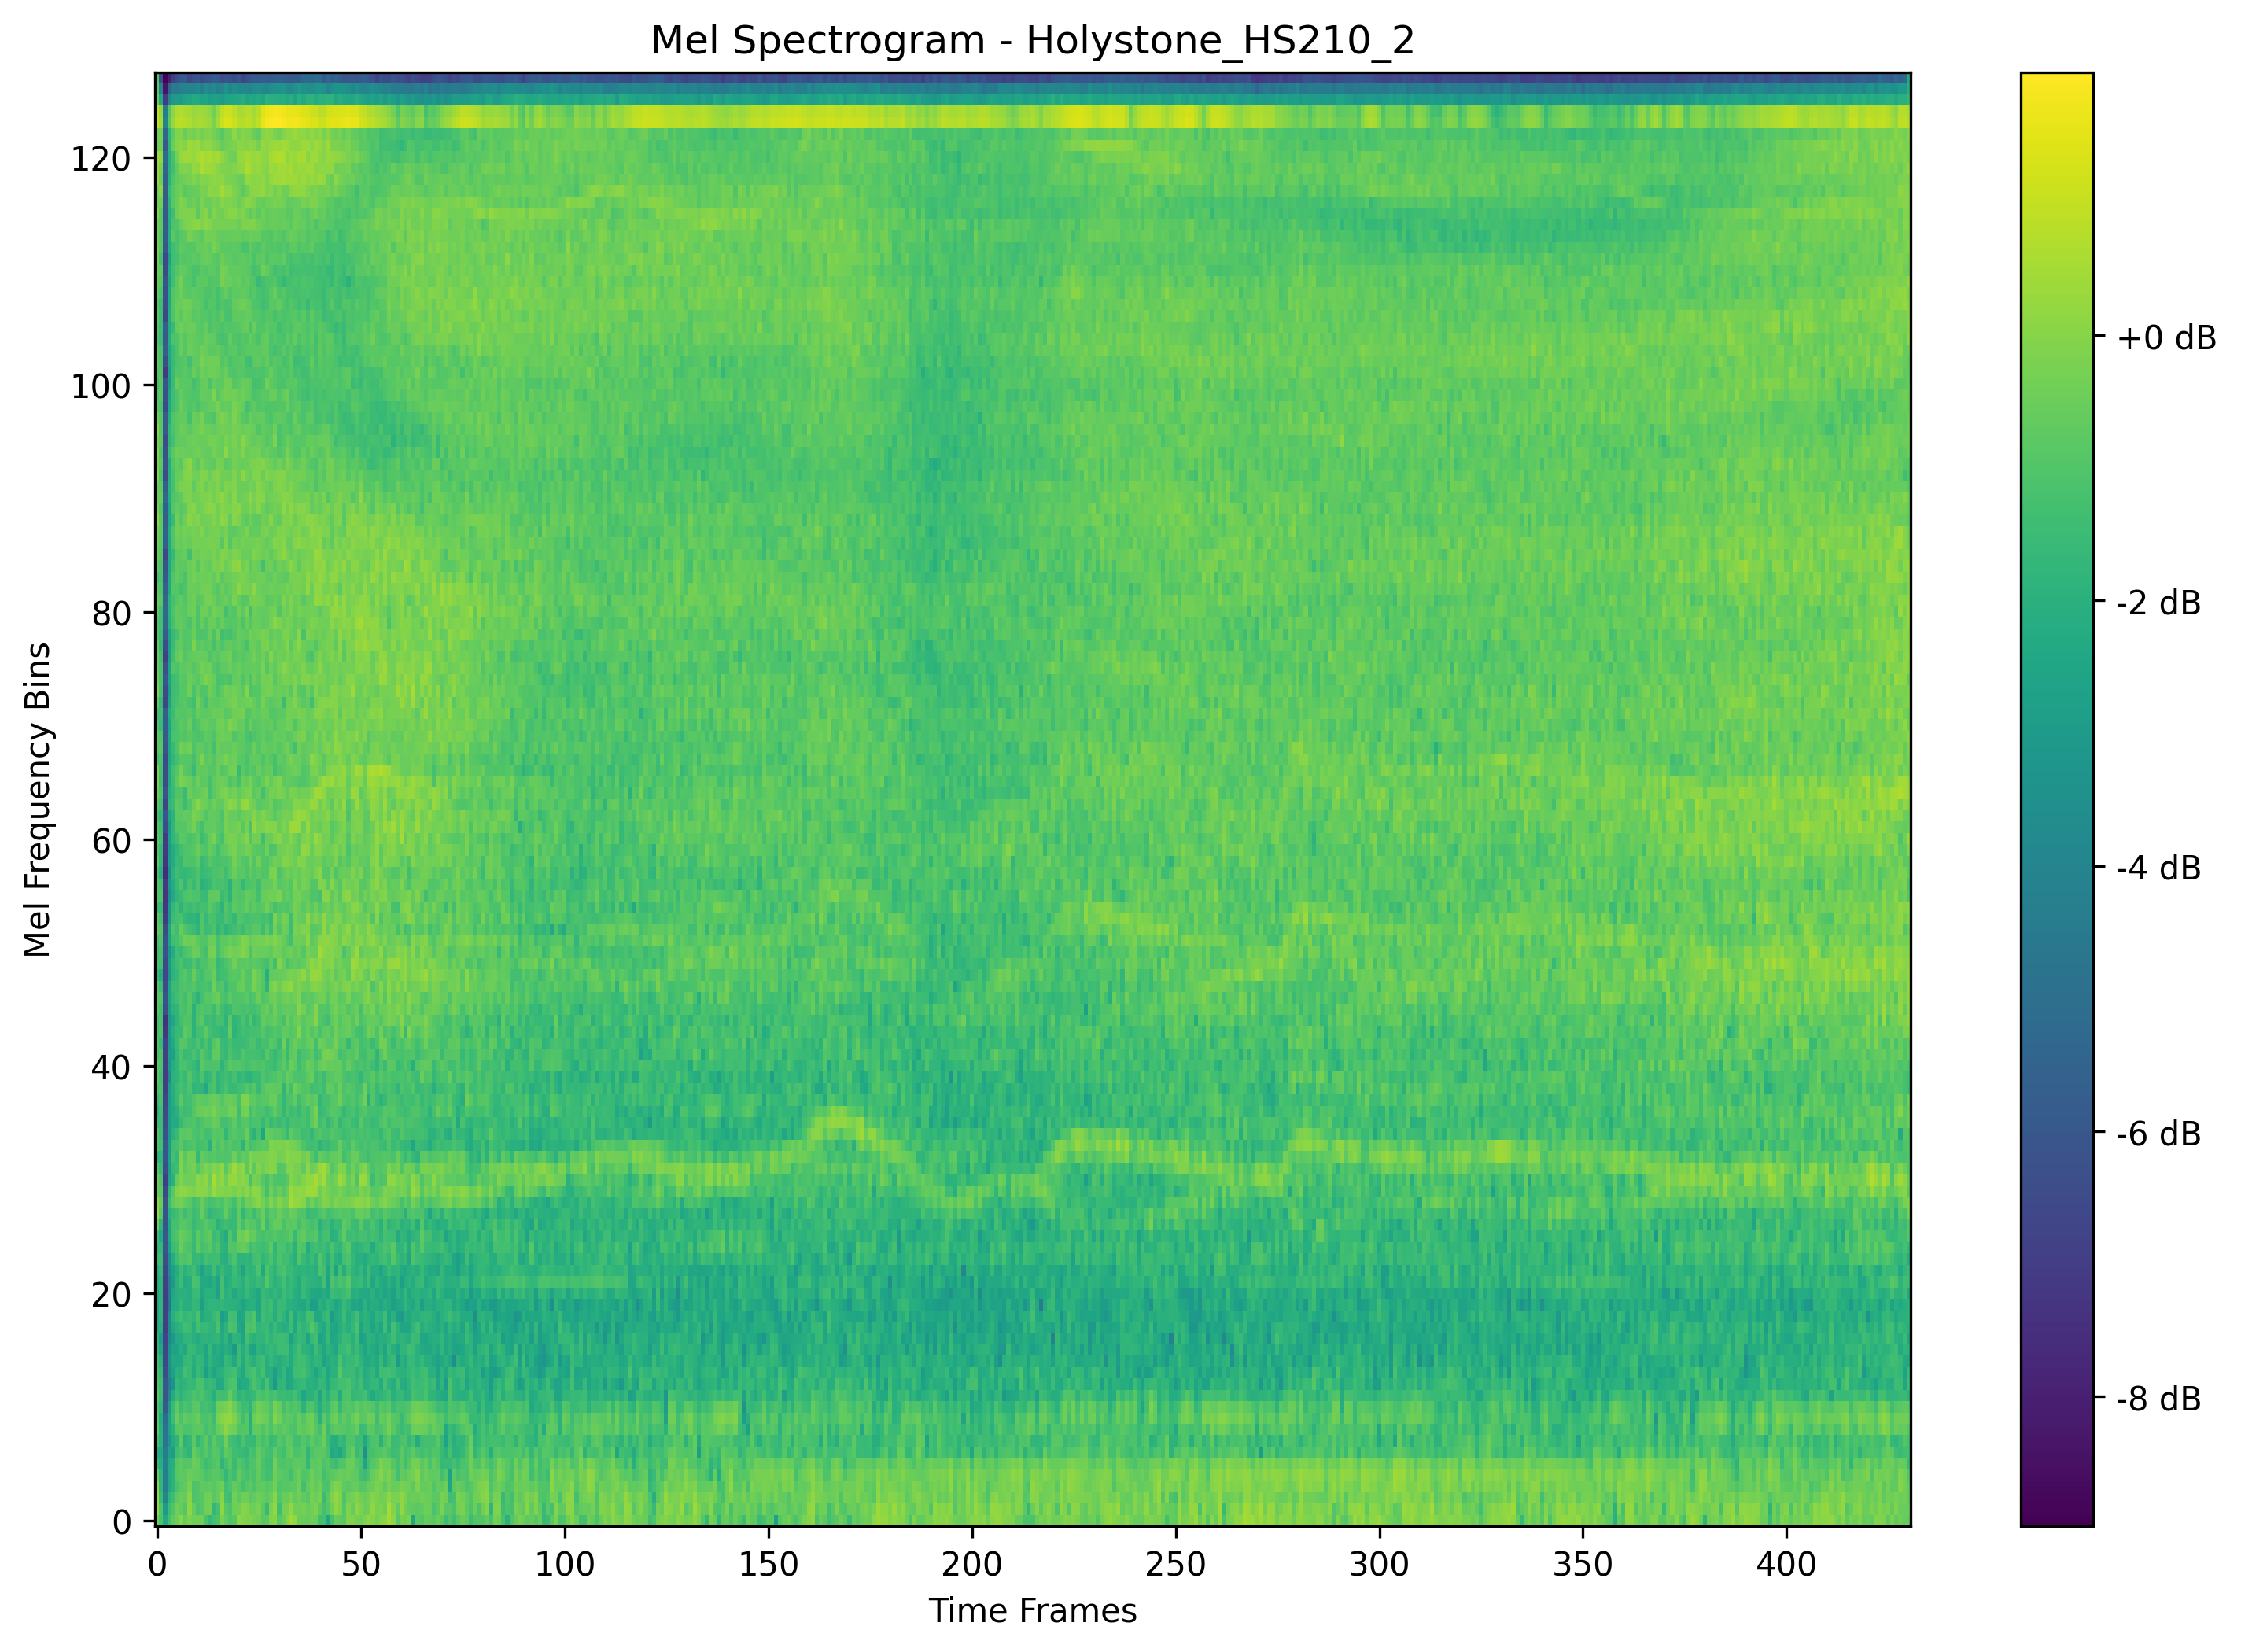 Mel Spectrogram - Holystone_HS210_2
Mel Frequency Bins
120
100
80
60
40
20
0
0 50 100 150 200 250 300 350 400
Time Frames
+0 dB
-2 dB
-4 dB
-6 dB
-8 dB